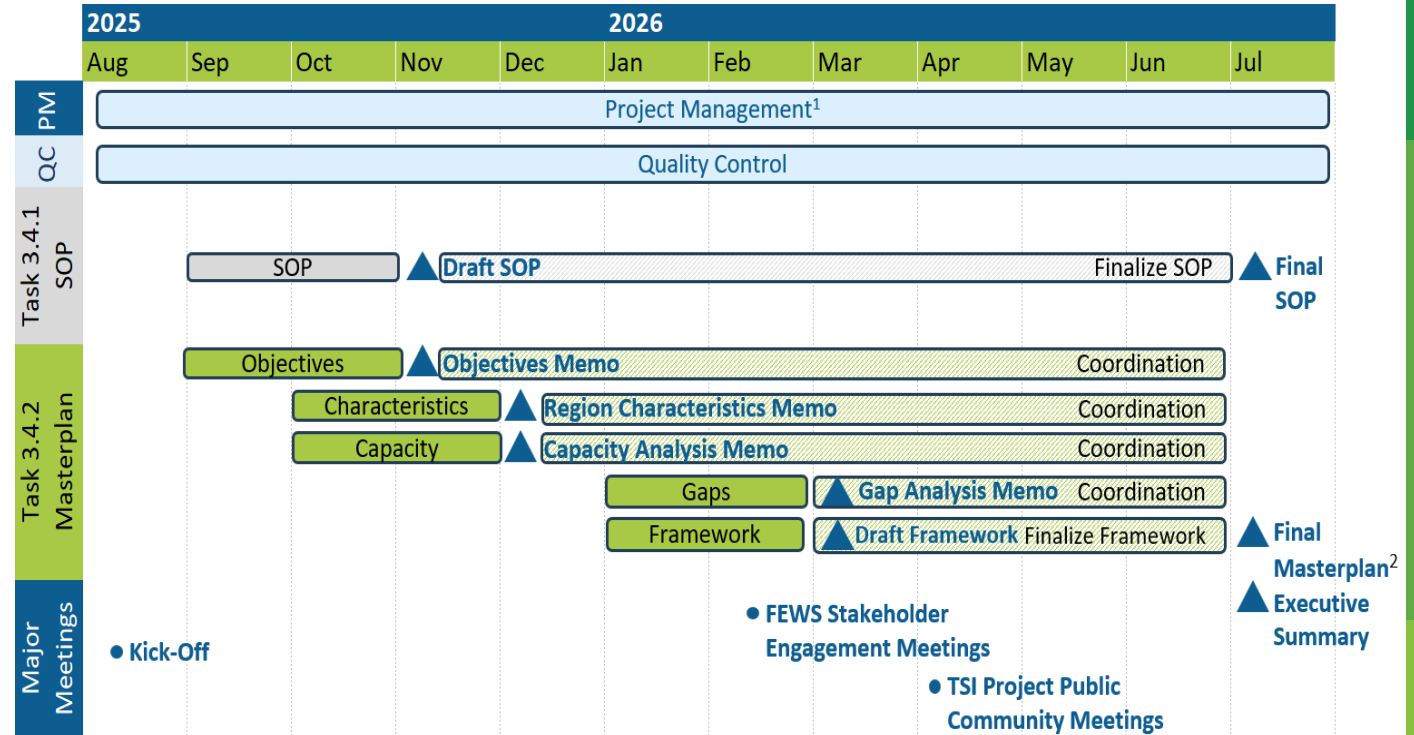 2025 2026
Aug Sep Oct Nov Dec Jan Feb Mar Apr May Jun Jul
PM
Project Management¹
QC
Quality Control
Task 3.4.1
SOP
SOP
Draft SOP
Finalize SOP
Final
SOP
Task 3.4.2
Masterplan
Objectives
Objectives Memo
Coordination
Characteristics
Region Characteristics Memo
Coordination
Capacity
Capacity Analysis Memo
Coordination
Gaps
Gap Analysis Memo
Coordination
Framework
Draft Framework
Finalize Framework
Final
Masterplan²
Executive
Summary
Major
Meetings
Kick-Off
FEWS Stakeholder
Engagement Meetings
TSI Project Public
Community Meetings